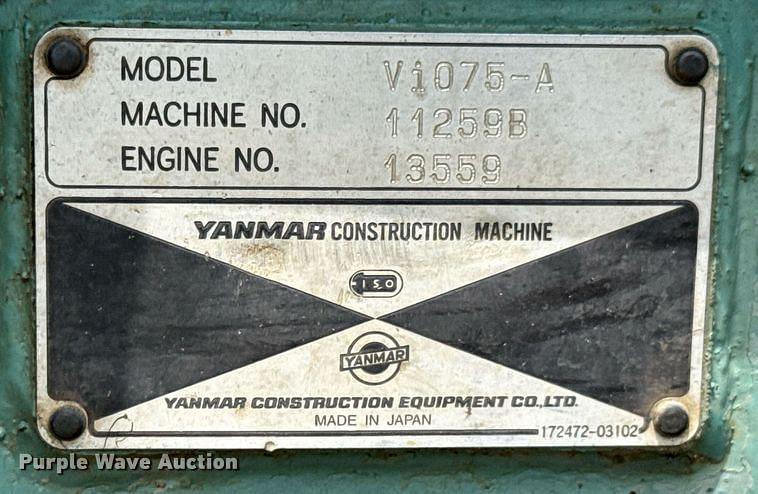 MODEL ViO75-A
MACHINE NO. 11259B
ENGINE NO. 13559
YANMAR CONSTRUCTION MACHINE
ISO
YANMAR
YANMAR CONSTRUCTION EQUIPMENT CO.,LTD.
MADE IN JAPAN
172472-03102
Purple Wave Auction